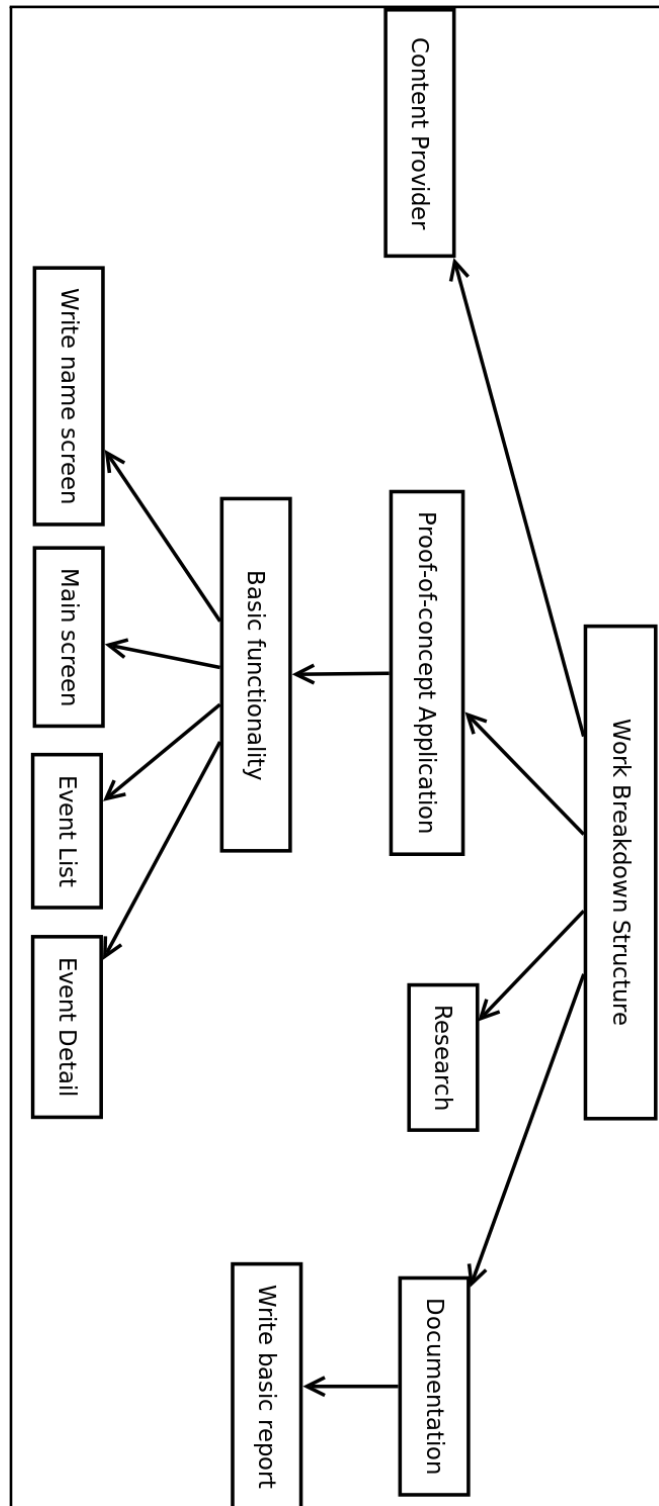 Work Breakdown Structure
Content Provider
Proof-of-concept Application
Research
Documentation
Basic functionality
Write basic report
Write name screen
Main screen
Event List
Event Detail